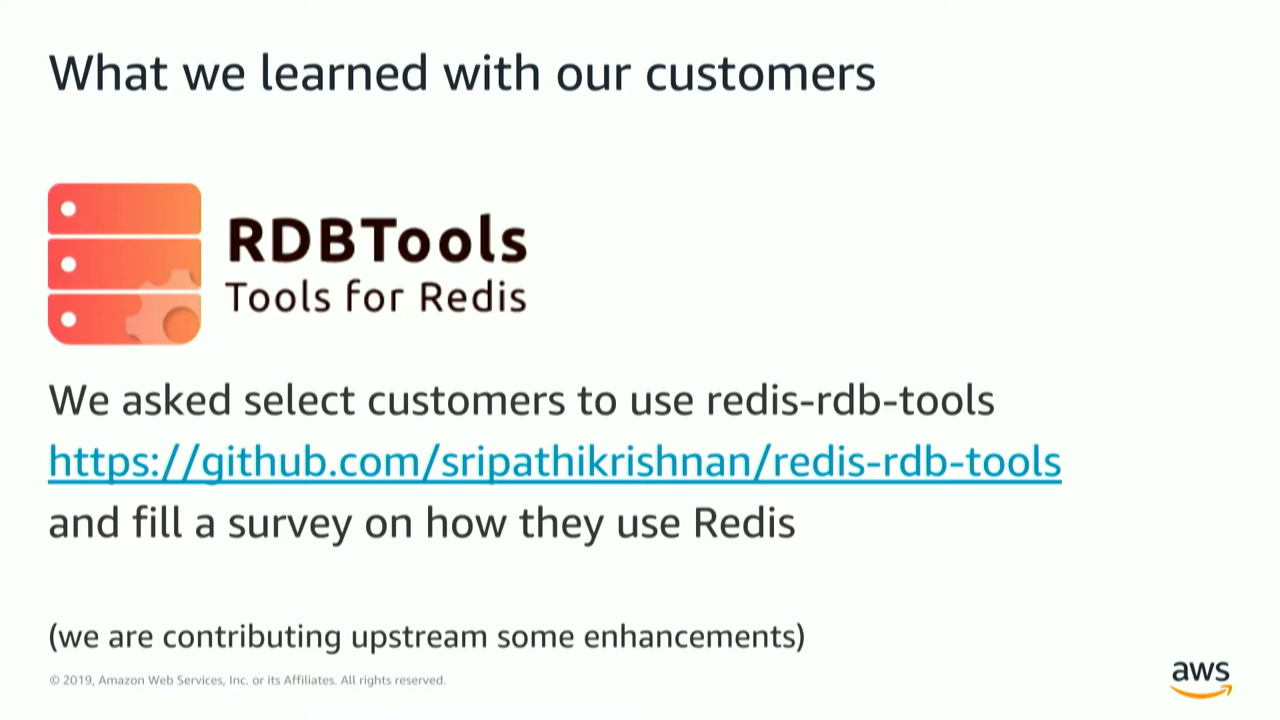 What we learned with our customers
RDBTools
Tools for Redis
We asked select customers to use redis-rdb-tools
https://github.com/sripathikrishnan/redis-rdb-tools
and fill a survey on how they use Redis
(we are contributing upstream some enhancements)
© 2019, Amazon Web Services, Inc. or its Affiliates. All rights reserved.
aws